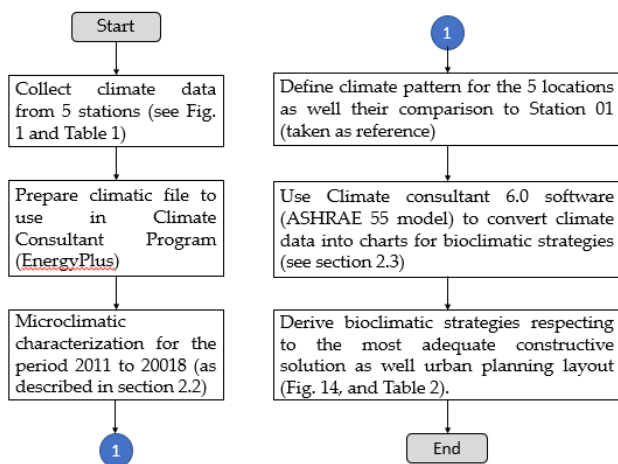 Start
Collect climate data
from 5 stations (see Fig.
1 and Table 1)
Prepare climatic file to
use in Climate
Consultant Program
(EnergyPlus)
Microclimatic
characterization for the
period 2011 to 20018 (as
described in section 2.2)
1
1
Define climate pattern for the 5 locations
as well their comparison to Station 01
(taken as reference)
Use Climate consultant 6.0 software
(ASHRAE 55 model) to convert climate
data into charts for bioclimatic strategies
(see section 2.3)
Derive bioclimatic strategies respecting
to the most adequate constructive
solution as well urban planning layout
(Fig. 14, and Table 2).
End